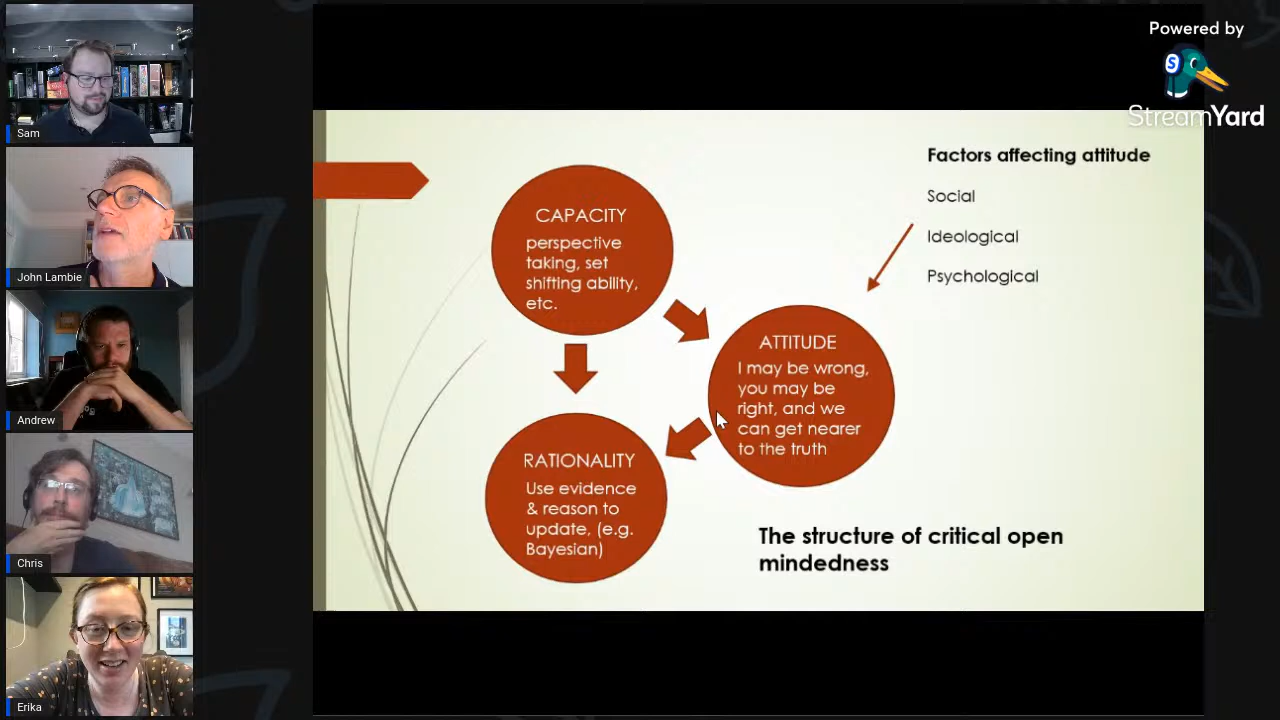 Sam
John Lambie
Andrew
Chris
Erika
Powered by
S
StreamYard
Factors affecting attitude
Social
Ideological
Psychological
CAPACITY
perspective
taking, set
shifting ability,
etc.
ATTITUDE
I may be wrong,
you may be
right, and we
can get nearer
to the truth
RATIONALITY
Use evidence
& reason to
update, (e.g.
Bayesian)
The structure of critical open
mindedness